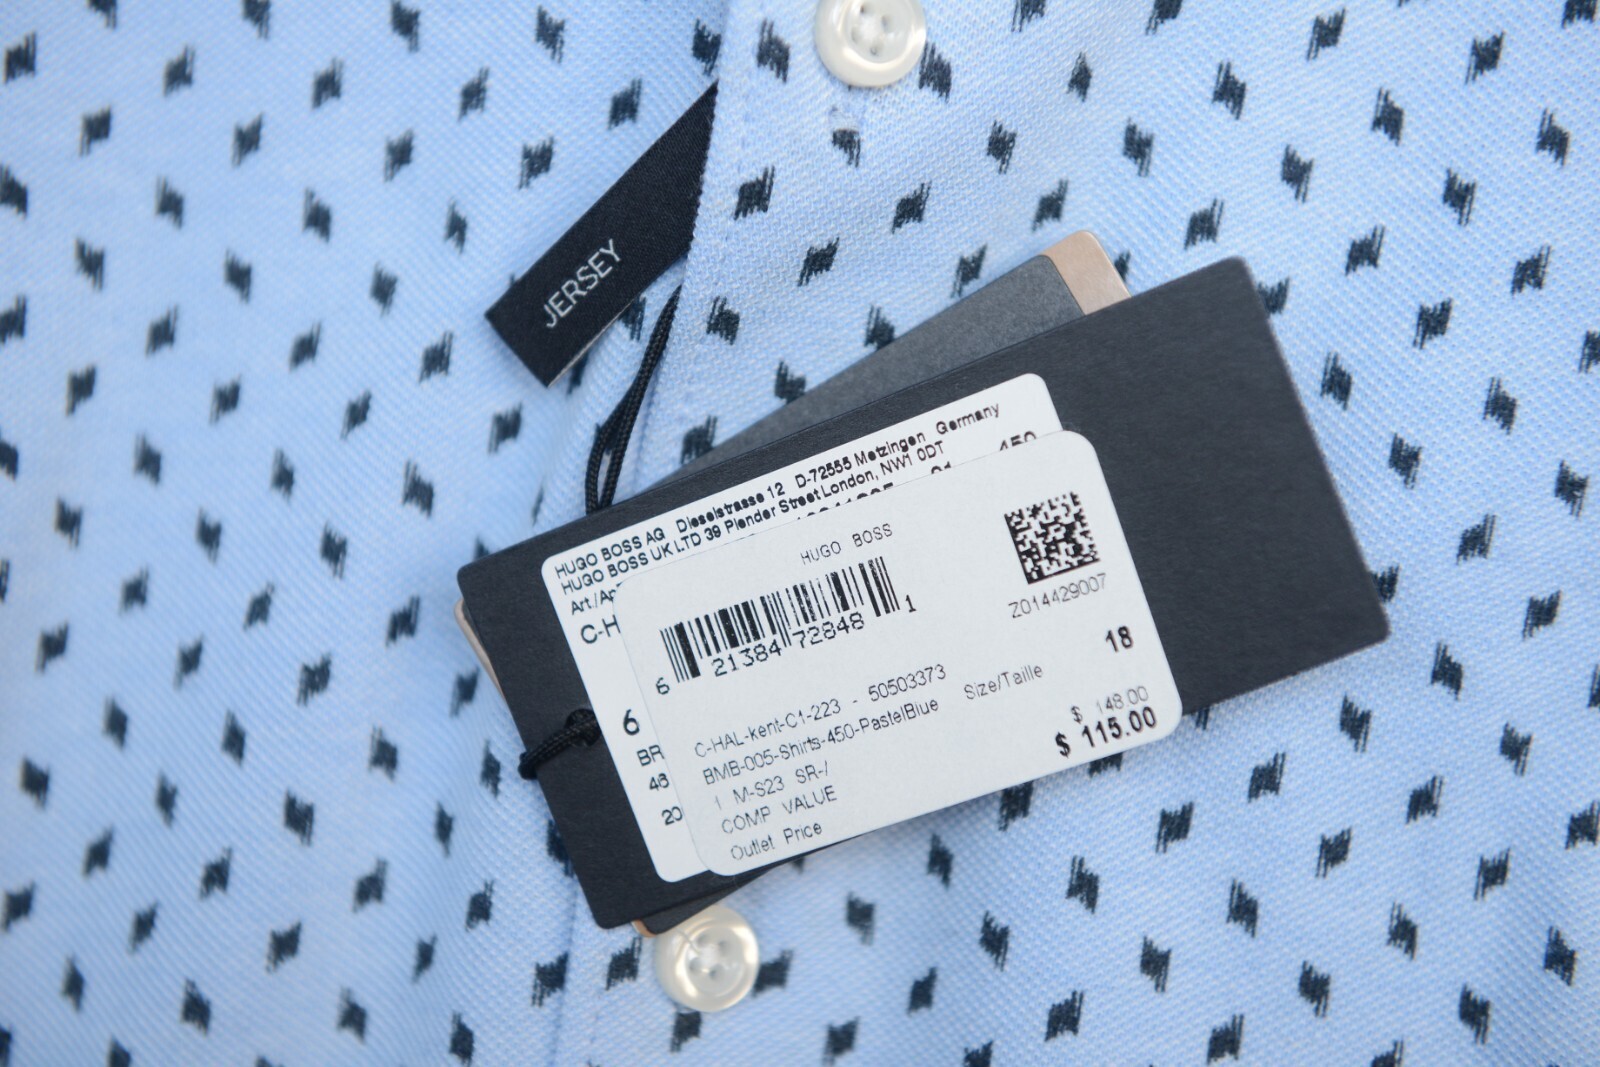 JERSEY
HUGO BOSS AG Dieselstrasse 12 D-72555 Metzingen Germany
HUGO BOSS UK LTD 39 Plender Street London, NW1 0DT
450
Art./Ar
C-H
6
BR
46
20
HUGO BOSS
6 21384 72848 1
Z014429007
18
C-HAL-kent-C1-223 - 50503373 Size/Taille
BMB-005-Shirts-450-PastelBlue
1 M-S23 SR-/
COMP VALUE $ 148.00
Outlet Price $ 115.00